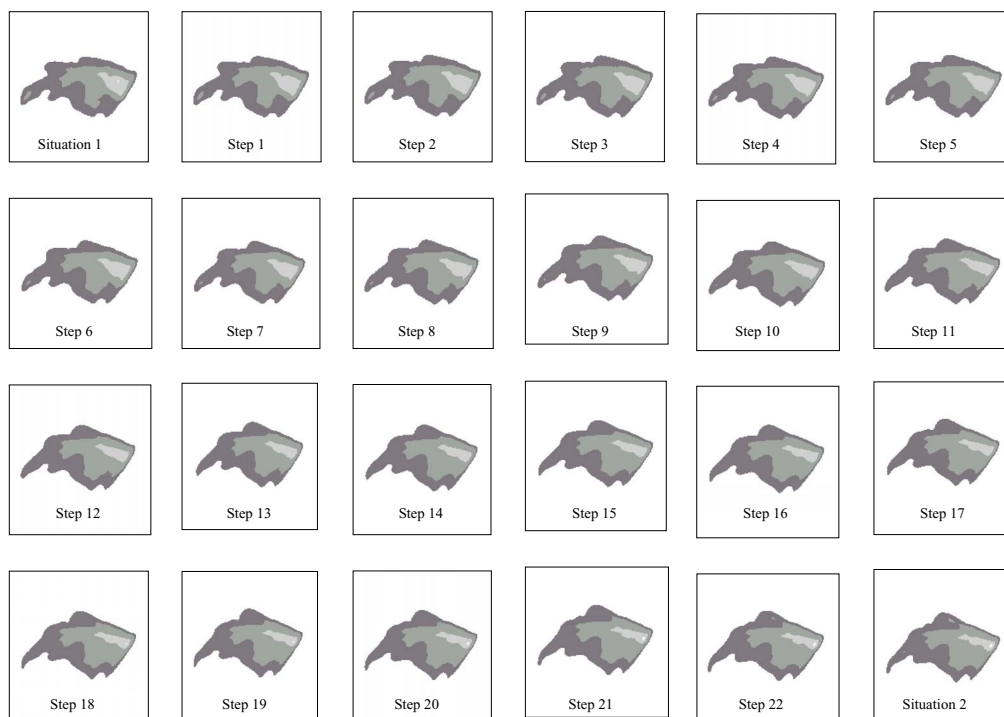 Situation 1
Step 1
Step 2
Step 3
Step 4
Step 5
Step 6
Step 7
Step 8
Step 9
Step 10
Step 11
Step 12
Step 13
Step 14
Step 15
Step 16
Step 17
Step 18
Step 19
Step 20
Step 21
Step 22
Situation 2